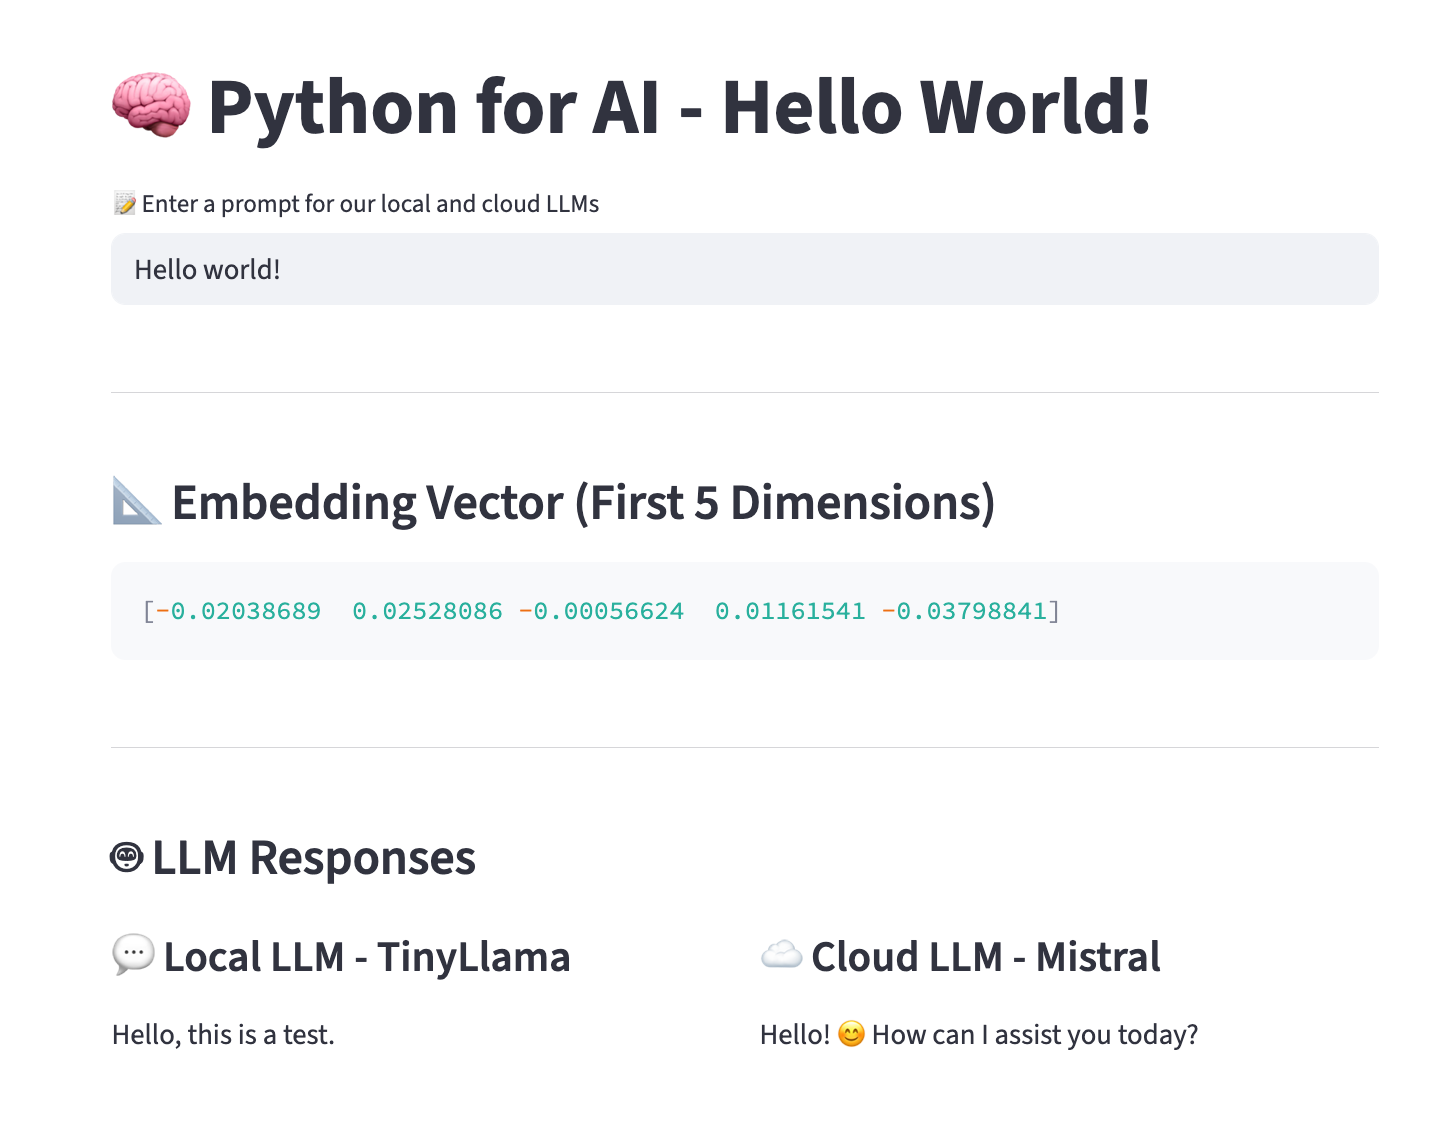 🧠 Python for AI - Hello World!
📝 Enter a prompt for our local and cloud LLMs
Hello world!
📐 Embedding Vector (First 5 Dimensions)
[-0.02038689  0.02528086 -0.00056624  0.01161541 -0.03798841]
LLM Responses
💬 Local LLM - TinyLlama
☁️ Cloud LLM - Mistral
Hello, this is a test.
Hello! 😊 How can I assist you today?